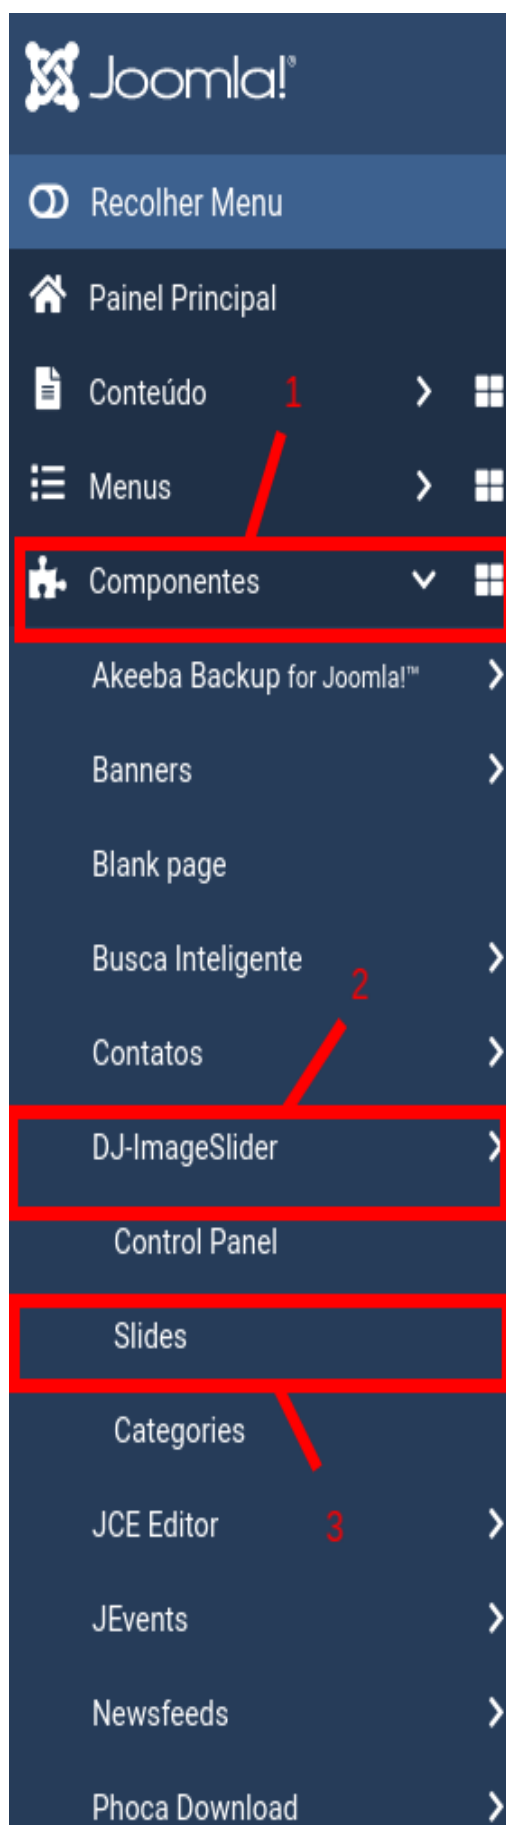 Joomla!®
Recolher Menu
Painel Principal
Conteúdo 1
Menus
Componentes
Akeeba Backup for Joomla!™
Banners
Blank page
Busca Inteligente
2
Contatos
DJ-ImageSlider
Control Panel
Slides
Categories
JCE Editor 3
JEvents
Newsfeeds
Phoca Download